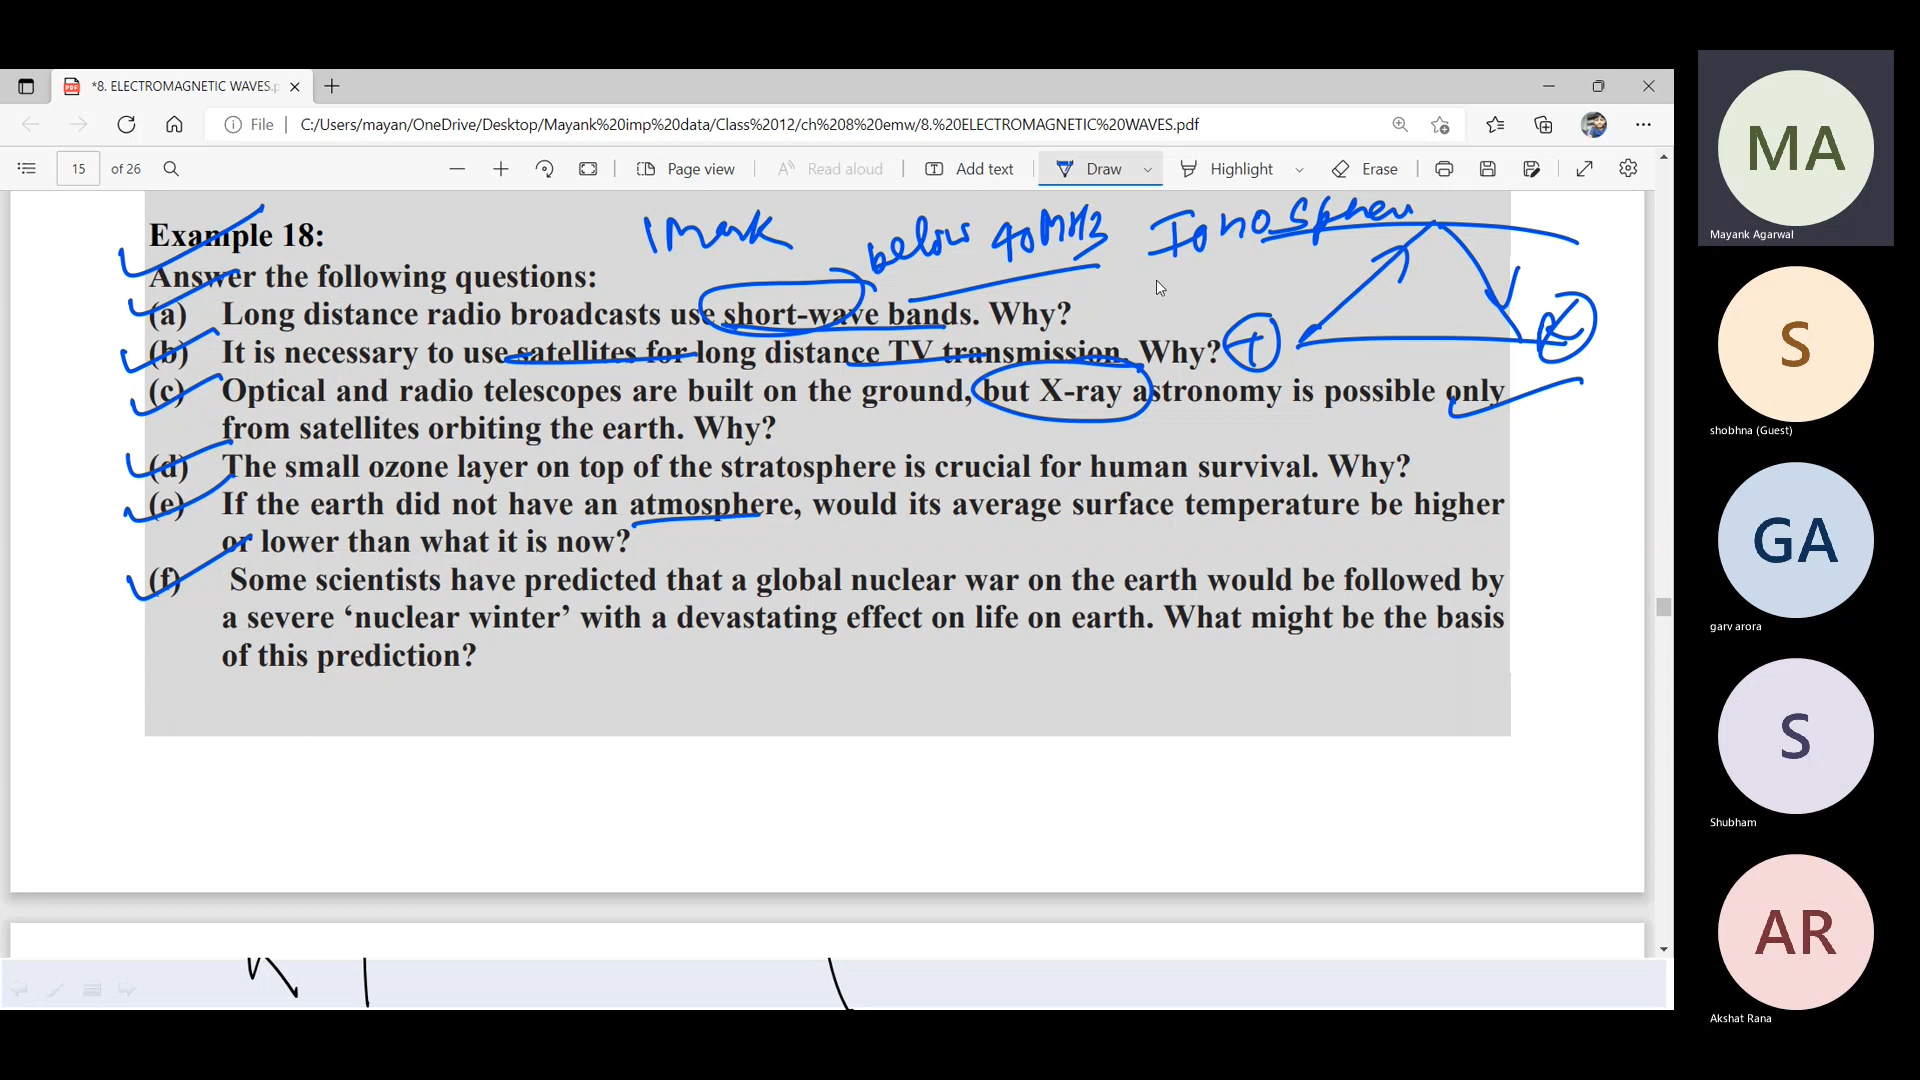 *8. ELECTROMAGNETIC WAVES.p
File C:/Users/mayan/OneDrive/Desktop/Mayank%20imp%20data/Class%2012/ch%208%20emw/8.%20ELECTROMAGNETIC%20WAVES.pdf
15 of 26 Page view Read aloud Add text Draw Highlight Erase
1 Mark below 40 MHz Ionospher
Example 18:
Answer the following questions:
(a) Long distance radio broadcasts use short-wave bands. Why?
(b) It is necessary to use satellites for long distance TV transmission. Why?
(c) Optical and radio telescopes are built on the ground, but X-ray astronomy is possible only
from satellites orbiting the earth. Why?
(d) The small ozone layer on top of the stratosphere is crucial for human survival. Why?
(e) If the earth did not have an atmosphere, would its average surface temperature be higher
or lower than what it is now?
(f) Some scientists have predicted that a global nuclear war on the earth would be followed by
a severe ‘nuclear winter’ with a devastating effect on life on earth. What might be the basis
of this prediction?
MA
Mayank Agarwal
S
shobhna (Guest)
GA
garv arora
S
Shubham
AR
Akshat Rana